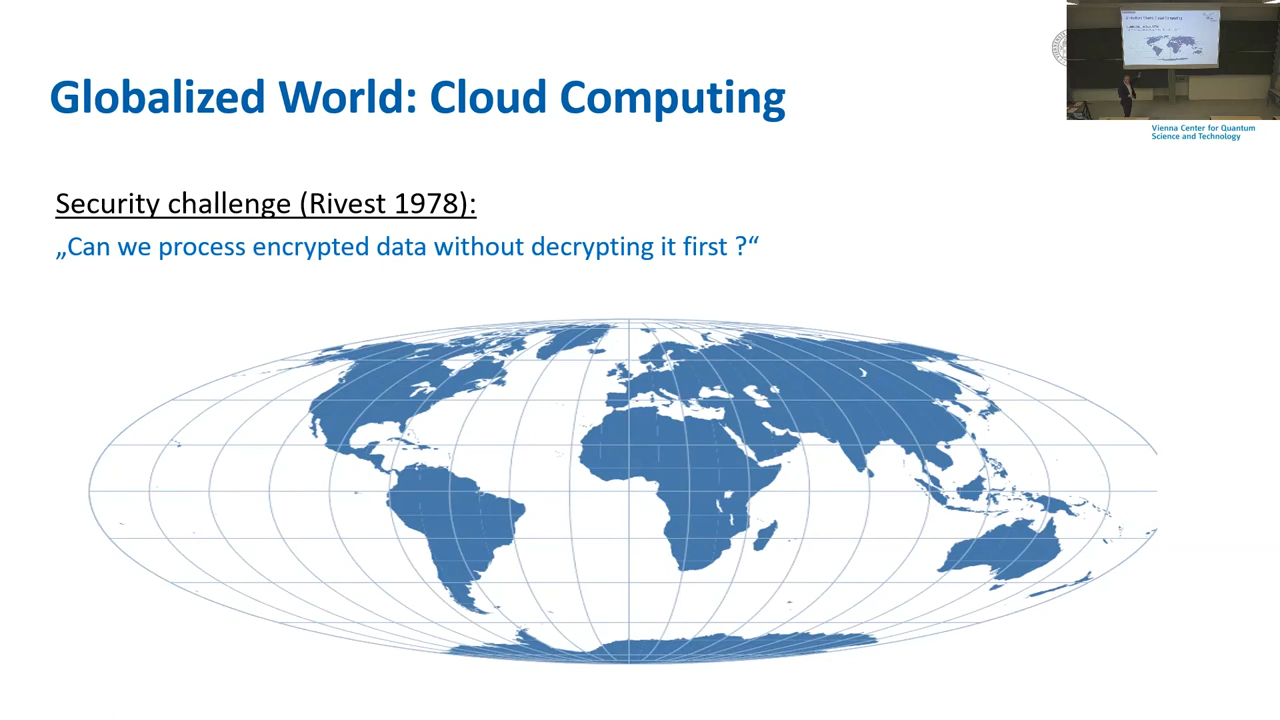 Globalized World: Cloud Computing
Vienna Center for Quantum
Science and Technology
Security challenge (Rivest 1978):
„Can we process encrypted data without decrypting it first ?“